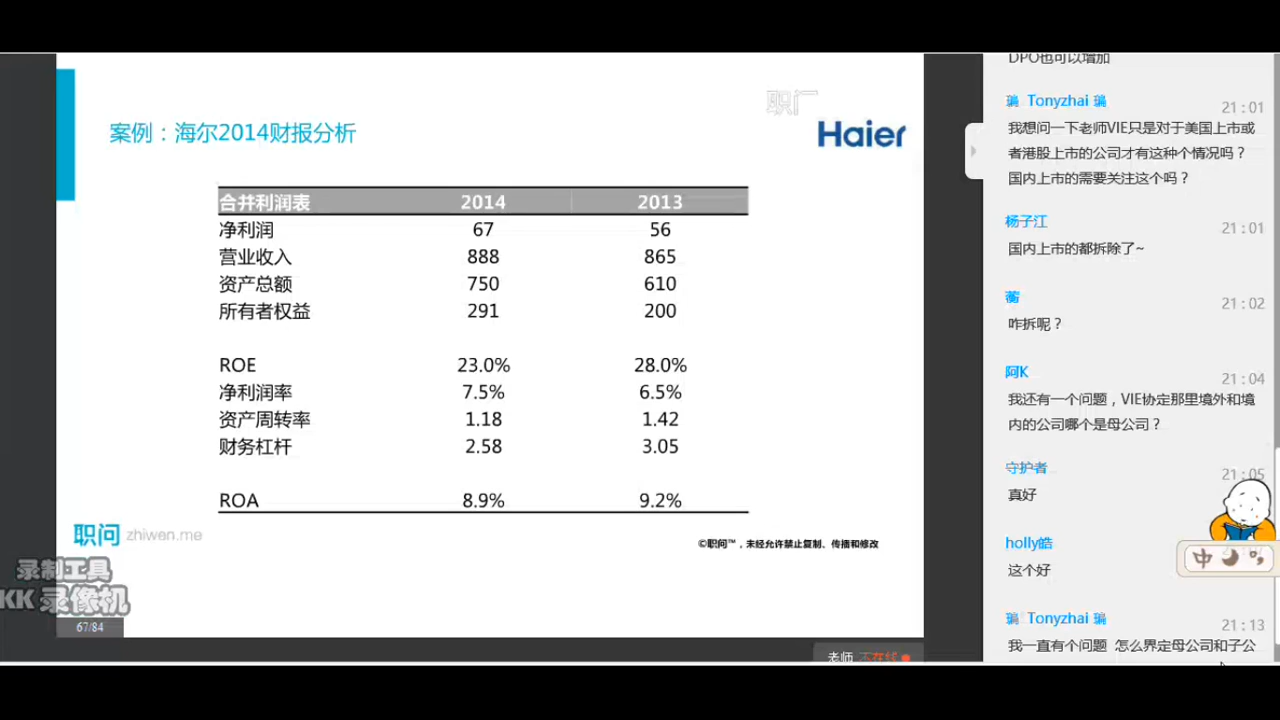 职问
案例：海尔2014财报分析
Haier
合并利润表 2014 2013
净利润 67 56
营业收入 888 865
资产总额 750 610
所有者权益 291 200
ROE 23.0% 28.0%
净利润率 7.5% 6.5%
资产周转率 1.18 1.42
财务杠杆 2.58 3.05
ROA 8.9% 9.2%
职问 zhiwen.me
©职问™，未经允许禁止复制、传播和修改
录制工具
KK 录像机
67/84
老师 不在线
DPO也可以增加
Tonyzhai
21:01
我想问一下老师VIE只是对于美国上市或
者港股上市的公司才有这种个情况吗？
国内上市的需要关注这个吗？
杨子江
21:01
国内上市的都拆除了~
蘅
21:02
咋拆呢？
阿K
21:04
我还有一个问题，VIE协定那里境外和境
内的公司哪个是母公司？
守护者
21:05
真好
holly皓
这个好
中
Tonyzhai
21:13
我一直有个问题 怎么界定母公司和子公